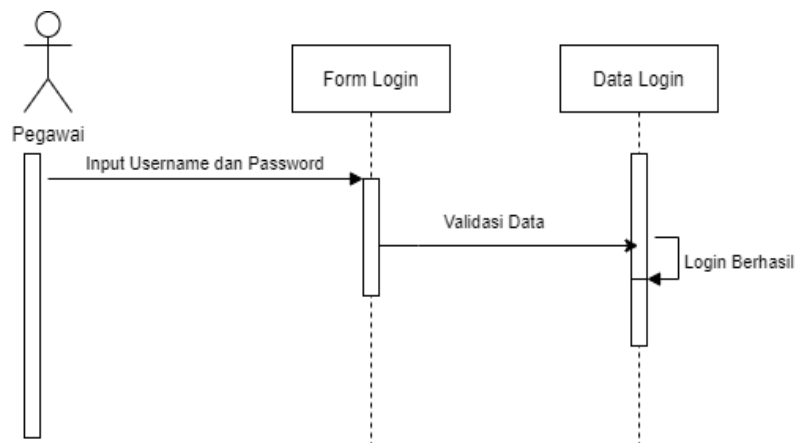 Form Login
Data Login
Pegawai
Input Username dan Password
Validasi Data
Login Berhasil